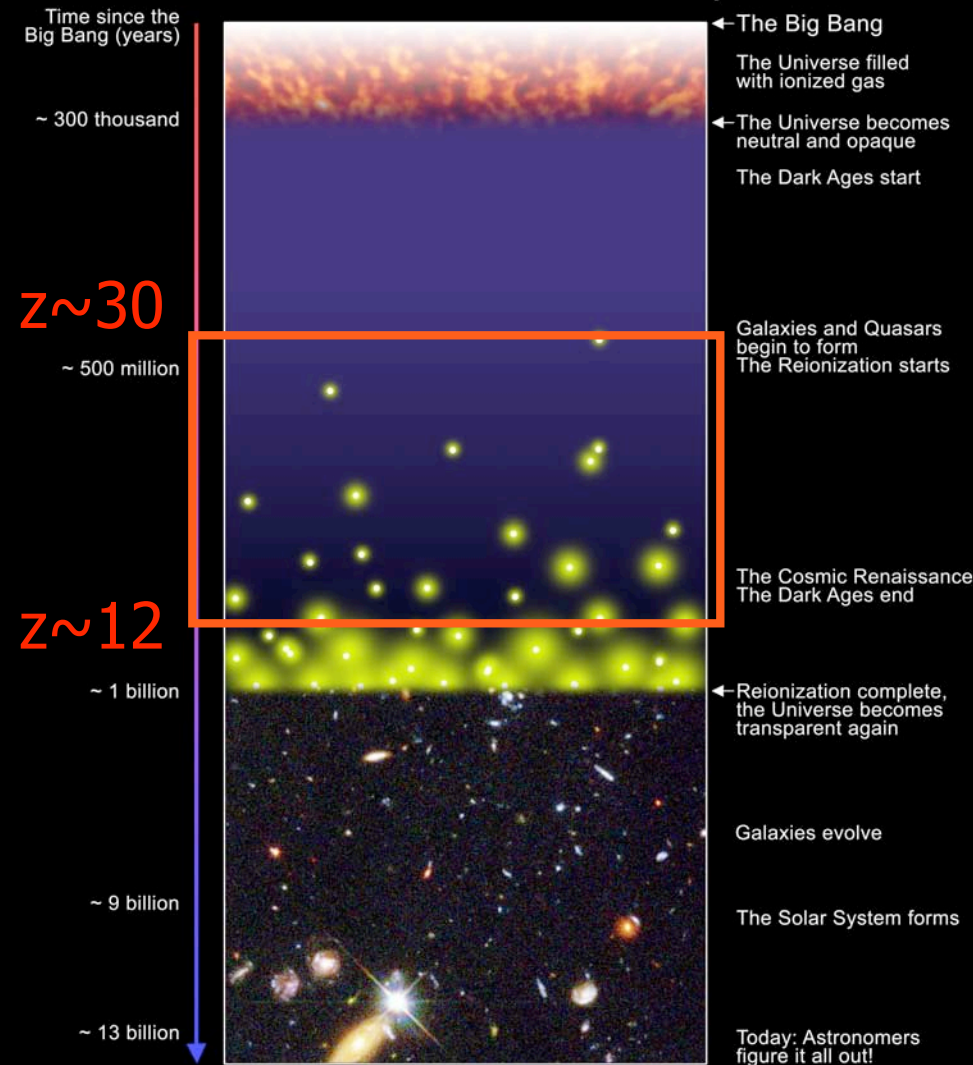 Time since the
Big Bang (years)
The Big Bang
The Universe filled
with ionized gas
~ 300 thousand
The Universe becomes
neutral and opaque
The Dark Ages start
z~30
Galaxies and Quasars
begin to form
The Reionization starts
~ 500 million
The Cosmic Renaissance
The Dark Ages end
z~12
~ 1 billion
Reionization complete,
the Universe becomes
transparent again
Galaxies evolve
~ 9 billion
The Solar System forms
~ 13 billion
Today: Astronomers
figure it all out!